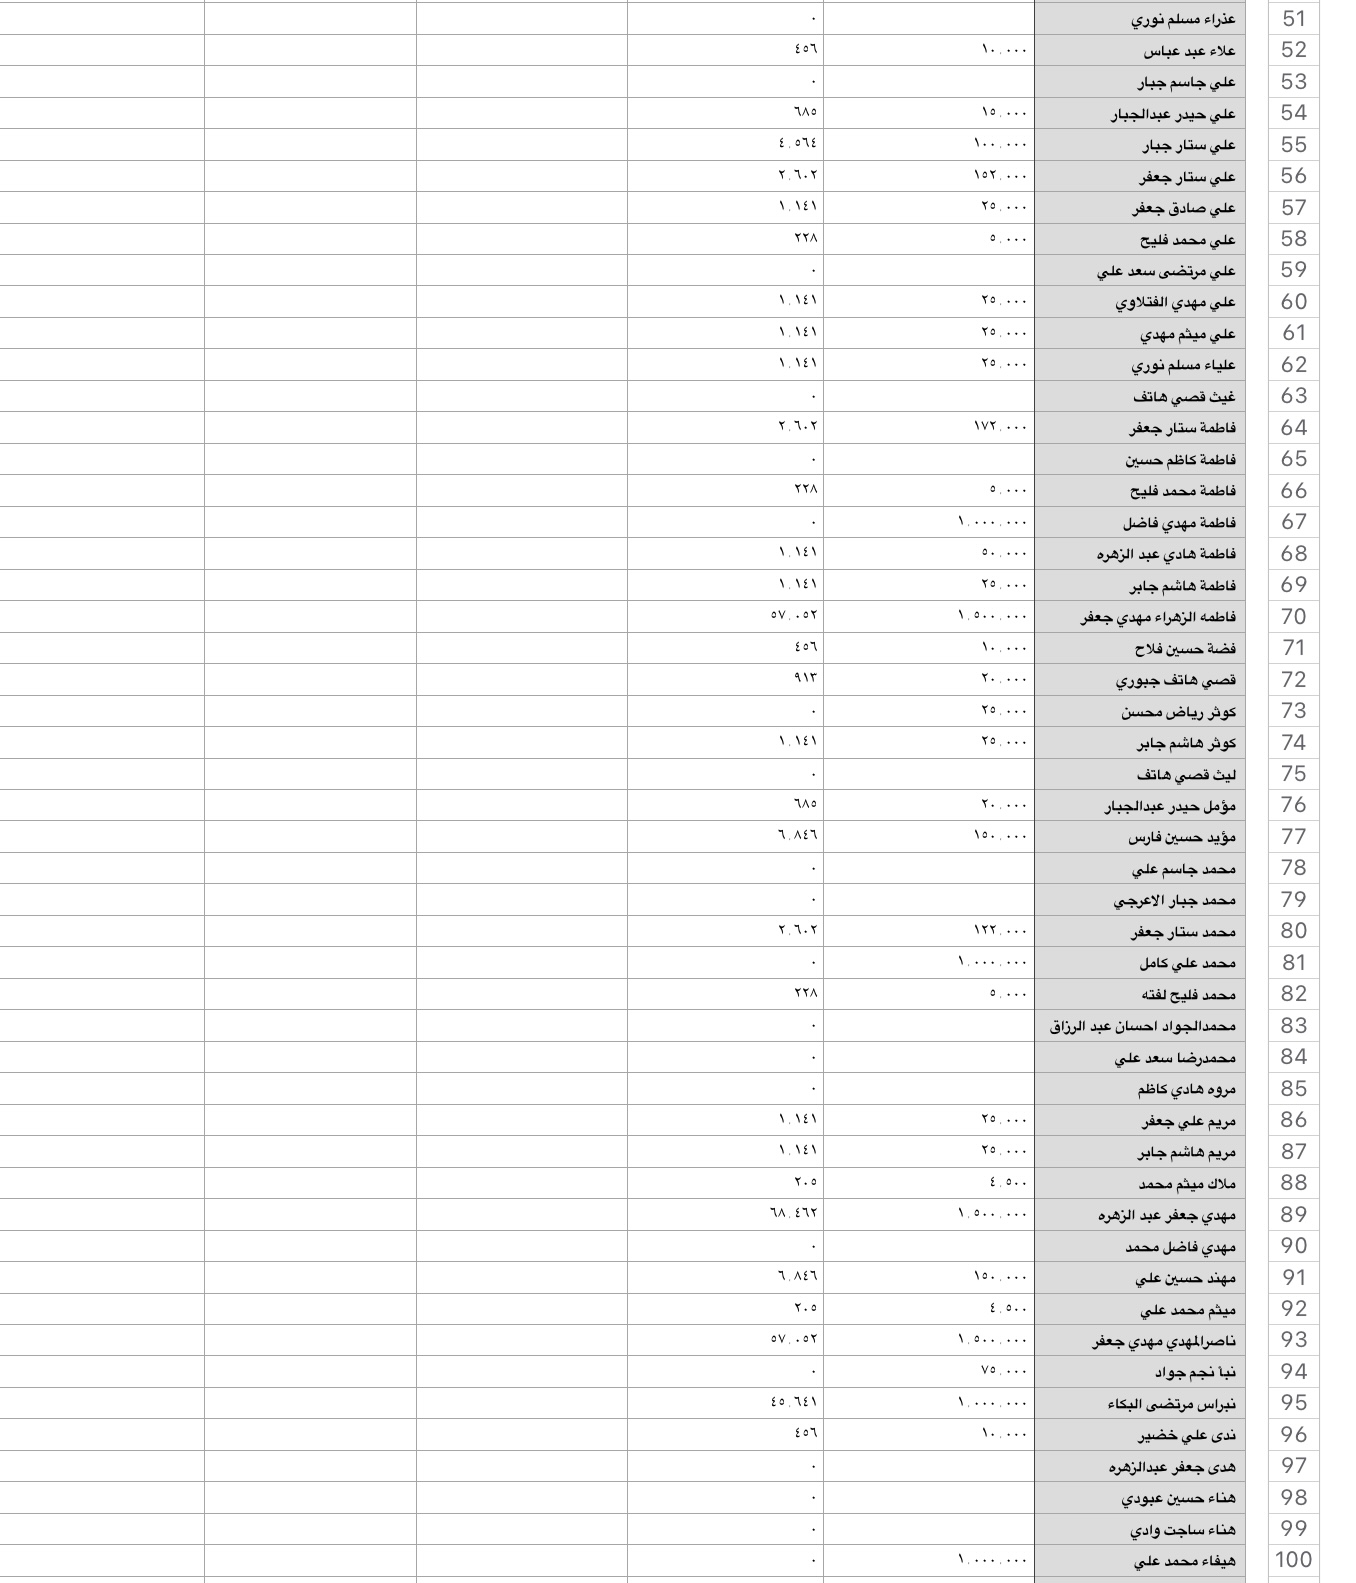 51 عذراء مسلم نوري ٠
52 علاء عبد عباس ١٠.٠٠٠ ٤٥٦
53 علي جاسم جبار ٠
54 علي حيدر عبدالجبار ١٥.٠٠٠ ٦٨٥
55 علي ستار جبار ١٠٠.٠٠٠ ٤.٥٦٤
56 علي ستار جعفر ١٥٢.٠٠٠ ٢.٦٠٢
57 علي صادق جعفر ٢٥.٠٠٠ ١.١٤١
58 علي محمد فليح ٥.٠٠٠ ٢٢٨
59 علي مرتضى سعد علي ٠
60 علي مهدي الفتلاوي ٢٥.٠٠٠ ١.١٤١
61 علي ميثم مهدي ٢٥.٠٠٠ ١.١٤١
62 علياء مسلم نوري ٢٥.٠٠٠ ١.١٤١
63 غيث قصي هاتف ٠
64 فاطمة ستار جعفر ١٧٢.٠٠٠ ٢.٦٠٢
65 فاطمة كاظم حسين ٠
66 فاطمة محمد فليح ٥.٠٠٠ ٢٢٨
67 فاطمة مهدي فاضل ١.٠٠٠.٠٠٠ ٠
68 فاطمة هادي عبد الزهره ٥٠.٠٠٠ ١.١٤١
69 فاطمة هاشم جابر ٢٥.٠٠٠ ١.١٤١
70 فاطمه الزهراء مهدي جعفر ١.٥٠٠.٠٠٠ ٥٧.٠٥٢
71 فضة حسين فلاح ١٠.٠٠٠ ٤٥٦
72 قصي هاتف جبوري ٢٠.٠٠٠ ٩١٣
73 كوثر رياض محسن ٢٥.٠٠٠ ٠
74 كوثر هاشم جابر ٢٥.٠٠٠ ١.١٤١
75 ليث قصي هاتف ٠
76 مؤمل حيدر عبدالجبار ٢٠.٠٠٠ ٦٨٥
77 مؤيد حسين فارس ١٥٠.٠٠٠ ٦.٨٤٦
78 محمد جاسم علي ٠
79 محمد جبار الاعرجي ٠
80 محمد ستار جعفر ١٢٢.٠٠٠ ٢.٦٠٢
81 محمد علي كامل ١.٠٠٠.٠٠٠ ٠
82 محمد فليح لفته ٥.٠٠٠ ٢٢٨
83 محمدالجواد احسان عبد الرزاق ٠
84 محمدرضا سعد علي ٠
85 مروه هادي كاظم ٠
86 مريم علي جعفر ٢٥.٠٠٠ ١.١٤١
87 مريم هاشم جابر ٢٥.٠٠٠ ١.١٤١
88 ملاك ميثم محمد ٤.٥٠٠ ٢٠٥
89 مهدي جعفر عبد الزهره ١.٥٠٠.٠٠٠ ٦٨.٤٦٢
90 مهدي فاضل محمد ٠
91 مهند حسين علي ١٥٠.٠٠٠ ٦.٨٤٦
92 ميثم محمد علي ٤.٥٠٠ ٢٠٥
93 ناصرالمهدي مهدي جعفر ١.٥٠٠.٠٠٠ ٥٧.٠٥٢
94 نبأ نجم جواد ٧٥.٠٠٠ ٠
95 نبراس مرتضى البكاء ١.٠٠٠.٠٠٠ ٤٥.٦٤١
96 ندى علي خضير ١٠.٠٠٠ ٤٥٦
97 هدى جعفر عبدالزهره ٠
98 هناء حسين عبودي ٠
99 هناء ساجت وادي ٠
100 هيفاء محمد علي ١.٠٠٠.٠٠٠ ٠